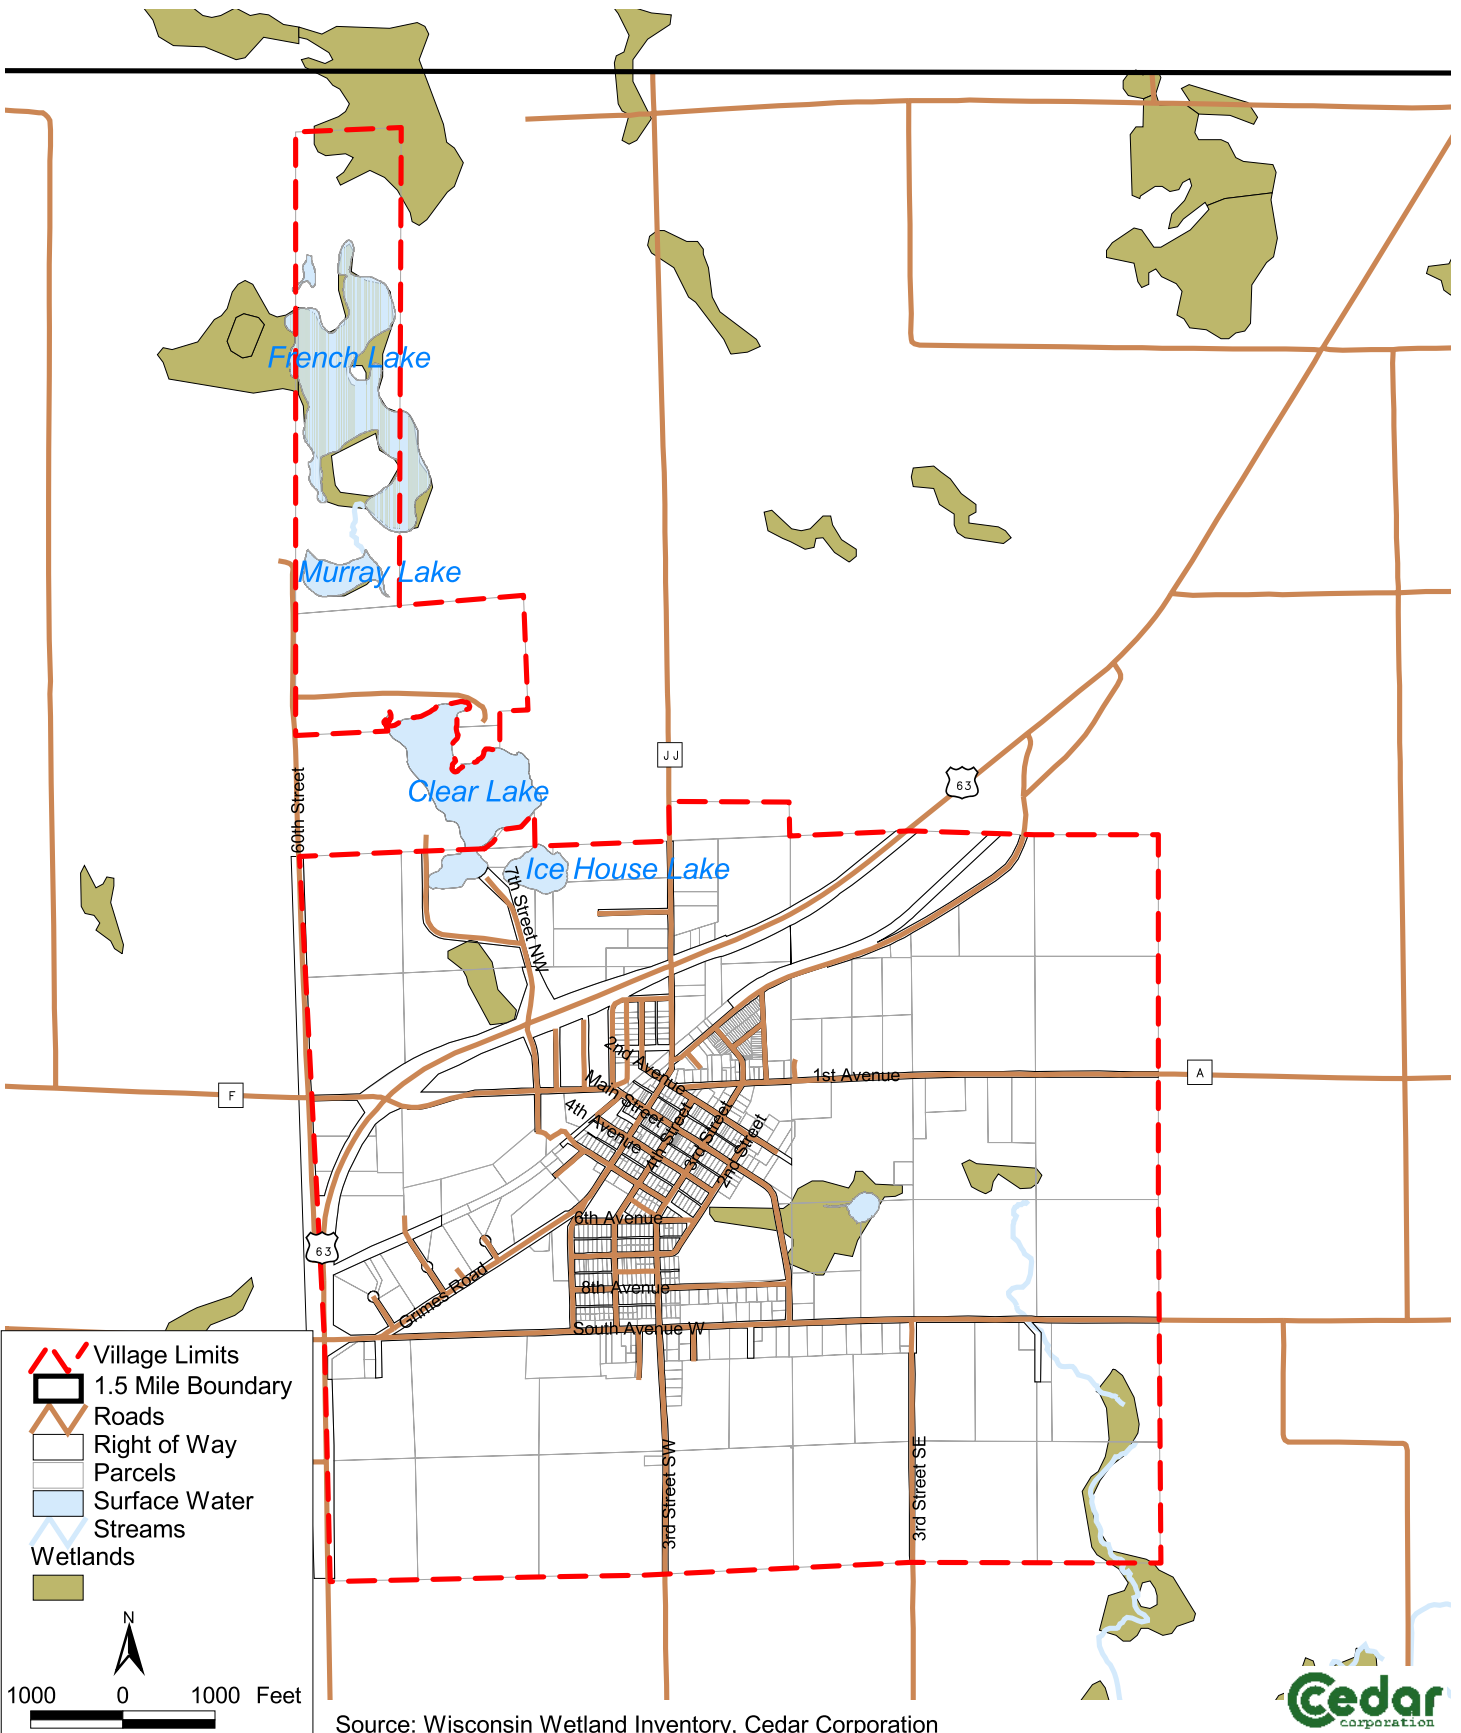 French Lake
Murray Lake
JJ
63
60th Street
Clear Lake
Ice House Lake
7th Street NW
2nd Avenue
1st Avenue
A
F
Main Street
4th Avenue
4th Street
3rd Street
2nd Street
6th Avenue
63
8th Avenue
Grimes Road
South Avenue W
3rd Street SW
3rd Street SE
Village Limits
1.5 Mile Boundary
Roads
Right of Way
Parcels
Surface Water
Streams
Wetlands
N
1000 0 1000 Feet
Source: Wisconsin Wetland Inventory, Cedar Corporation
Cedar
corporation